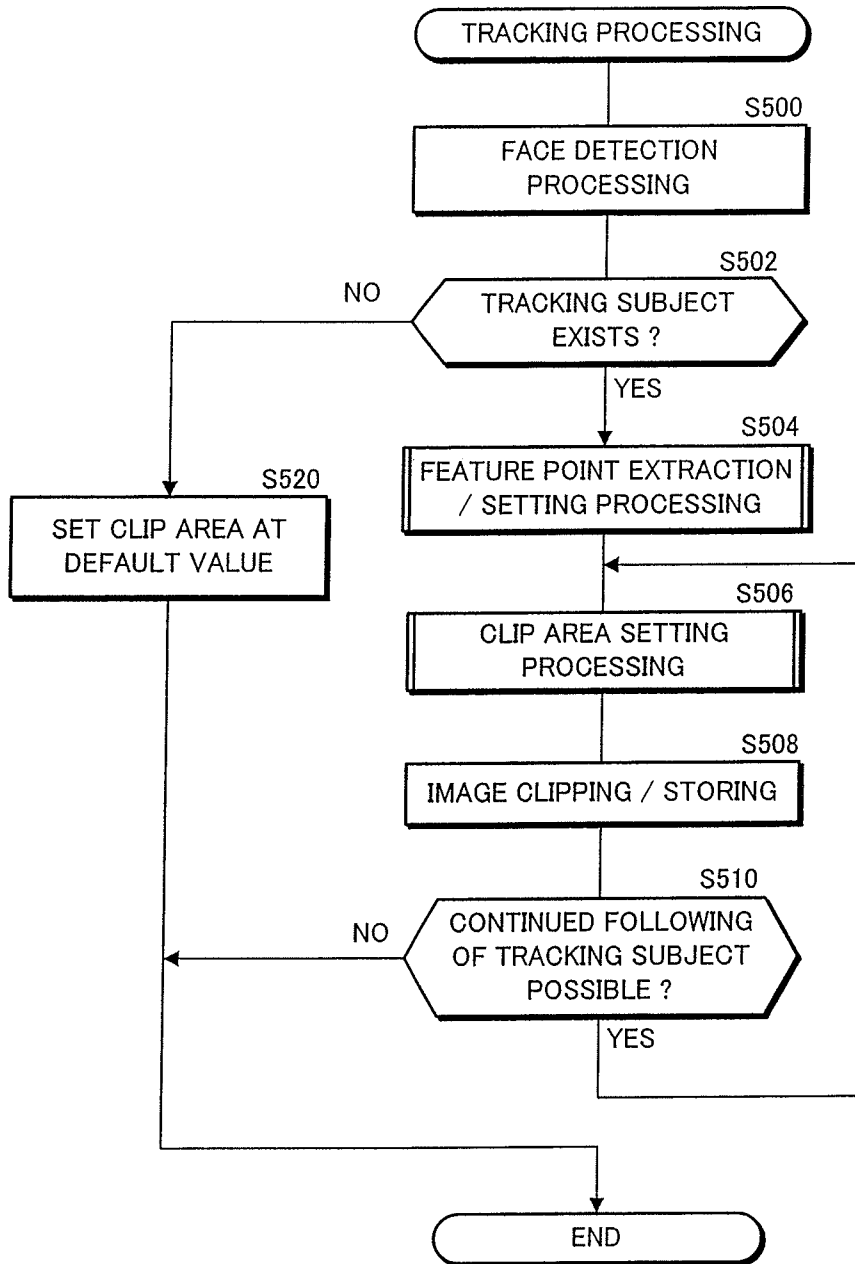 TRACKING PROCESSING
S500
FACE DETECTION
PROCESSING
S502
NO
TRACKING SUBJECT
EXISTS ?
YES
S504
FEATURE POINT EXTRACTION
/ SETTING PROCESSING
S520
SET CLIP AREA AT
DEFAULT VALUE
S506
CLIP AREA SETTING
PROCESSING
S508
IMAGE CLIPPING / STORING
S510
NO
CONTINUED FOLLOWING
OF TRACKING SUBJECT
POSSIBLE ?
YES
END